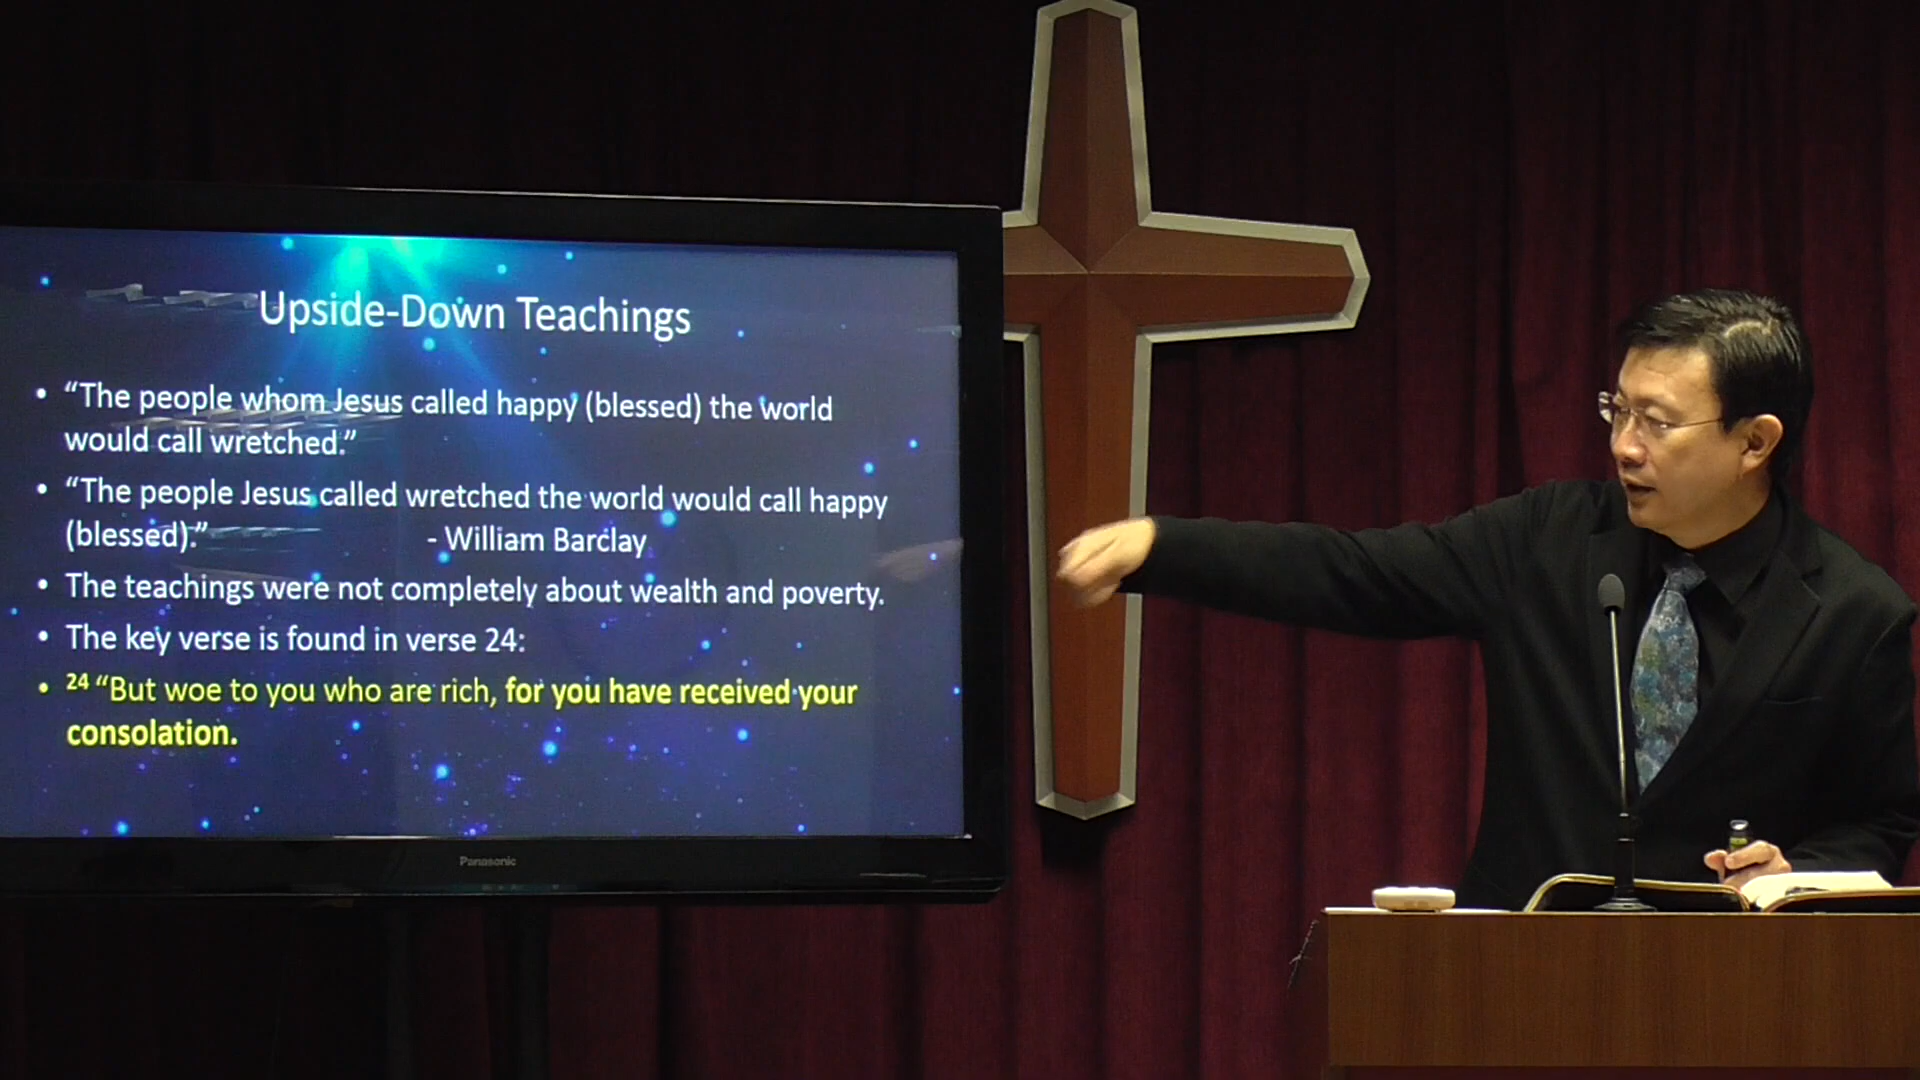 Upside-Down Teachings
• “The people whom Jesus called happy (blessed) the world
would call wretched.”
• “The people Jesus called wretched the world would call happy
(blessed).” - William Barclay
• The teachings were not completely about wealth and poverty.
• The key verse is found in verse 24:
• 24 “But woe to you who are rich, for you have received your
consolation.
Panasonic